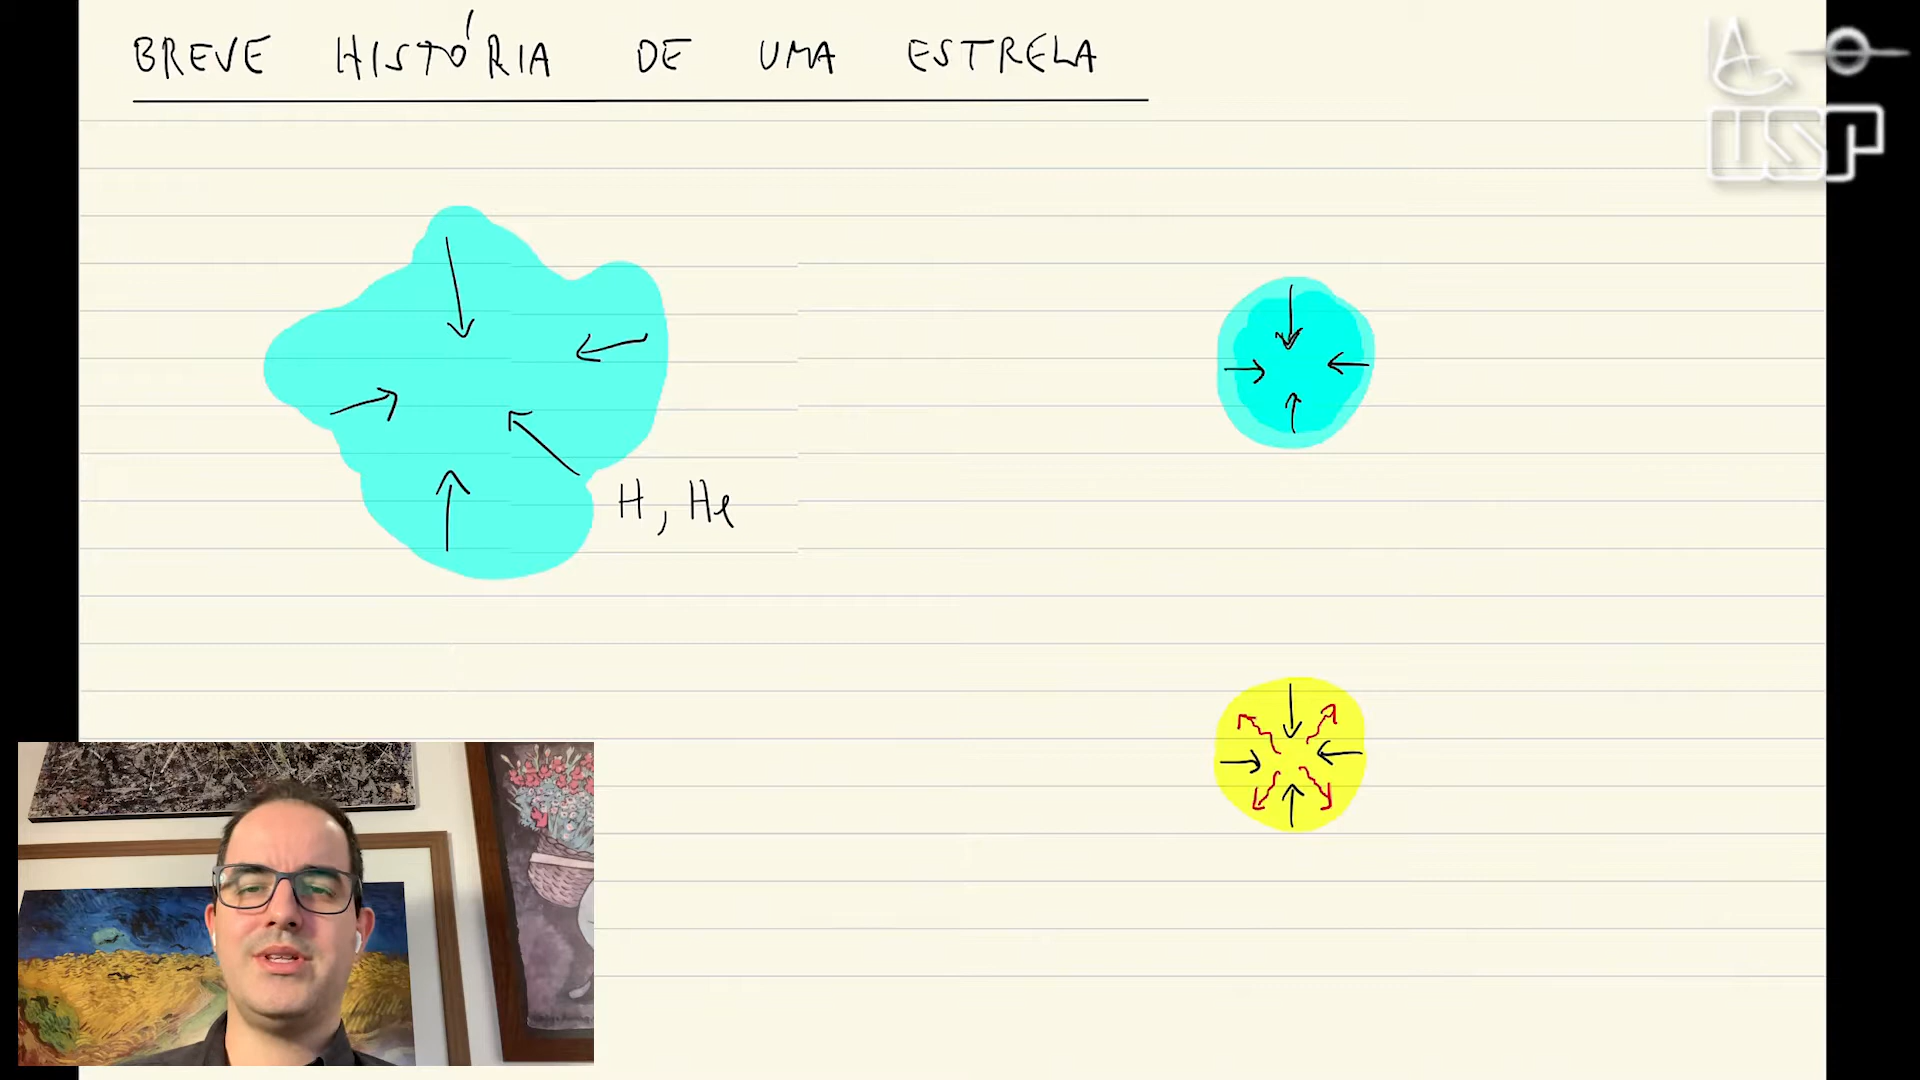 BREVE HISTÓRIA DE UMA ESTRELA
USP
H, He